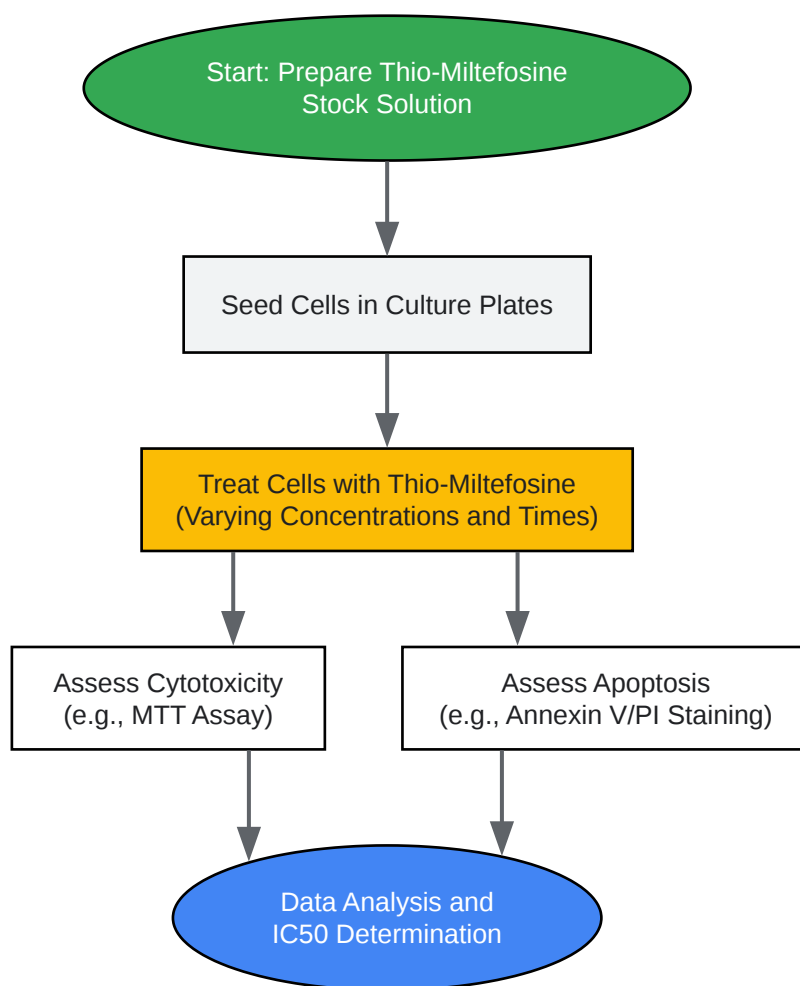 Start: Prepare Thio-Miltefosine
Stock Solution
Seed Cells in Culture Plates
Treat Cells with Thio-Miltefosine
(Varying Concentrations and Times)
Assess Cytotoxicity
(e.g., MTT Assay)
Assess Apoptosis
(e.g., Annexin V/PI Staining)
Data Analysis and
IC50 Determination